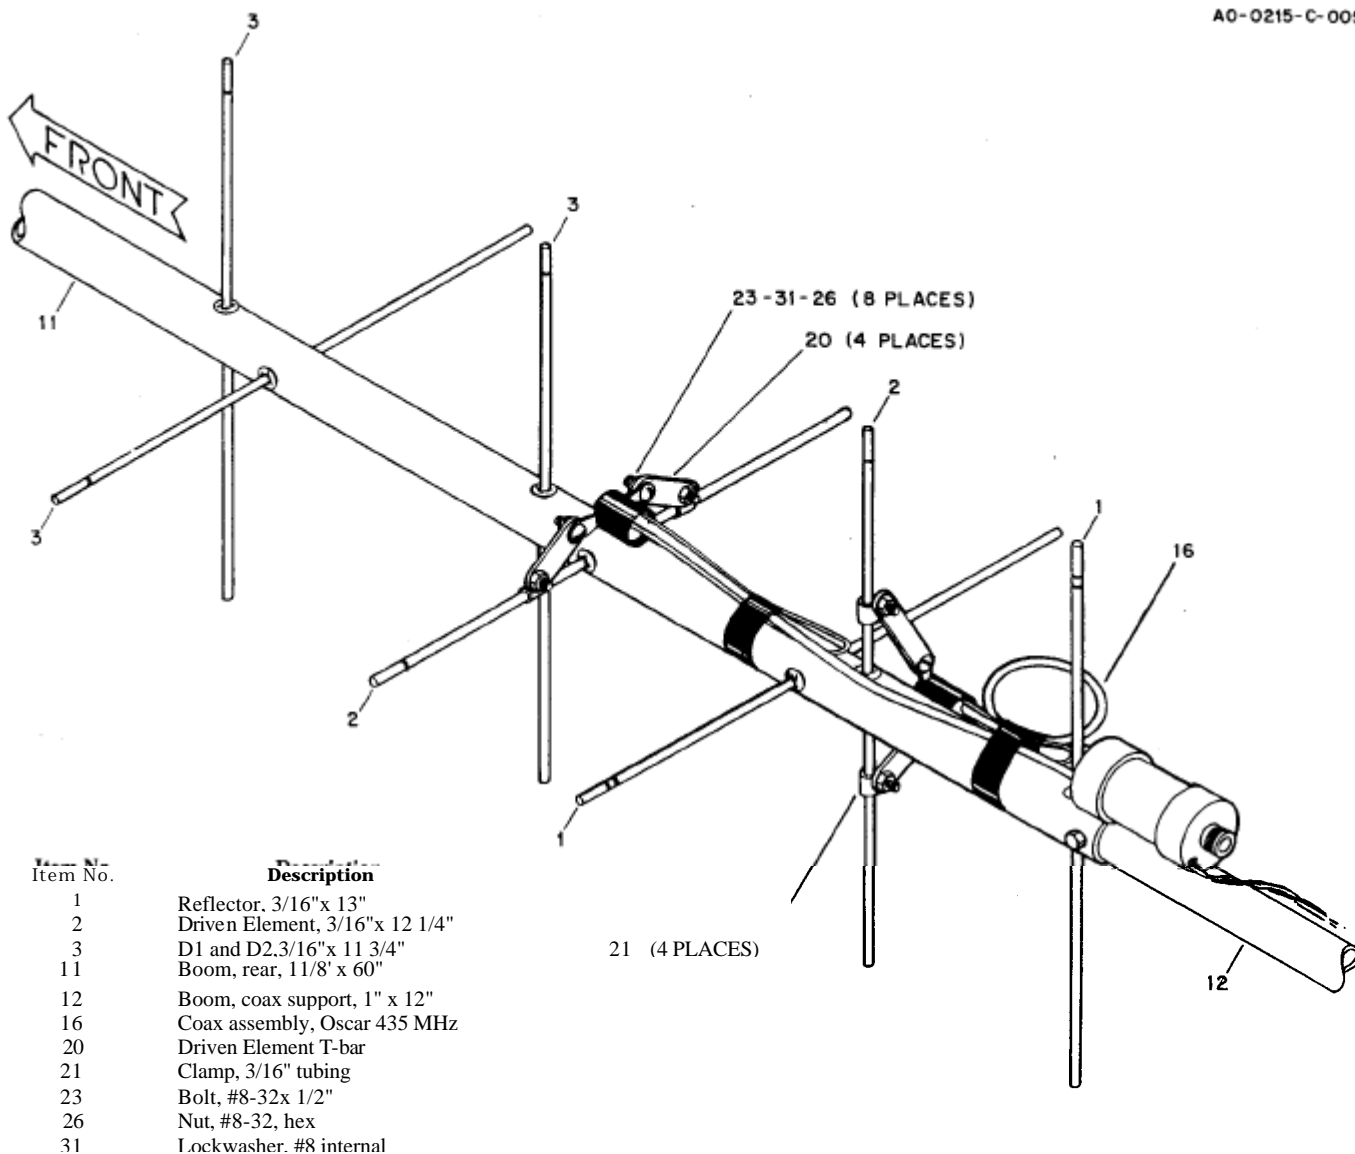 A0-0215-C-00
3
FRONT
3
23-31-26 (8 PLACES)
11
20 (4 PLACES)
2
1
3
16
2
1
Item No. Description
1 Reflector, 3/16"x 13"
2 Driven Element, 3/16"x 12 1/4"
3 D1 and D2,3/16"x 11 3/4"
21 (4 PLACES)
11 Boom, rear, 11/8' x 60"
12
12 Boom, coax support, 1" x 12"
16 Coax assembly, Oscar 435 MHz
20 Driven Element T-bar
21 Clamp, 3/16" tubing
23 Bolt, #8-32x 1/2"
26 Nut, #8-32, hex
31 Lockwasher, #8 internal